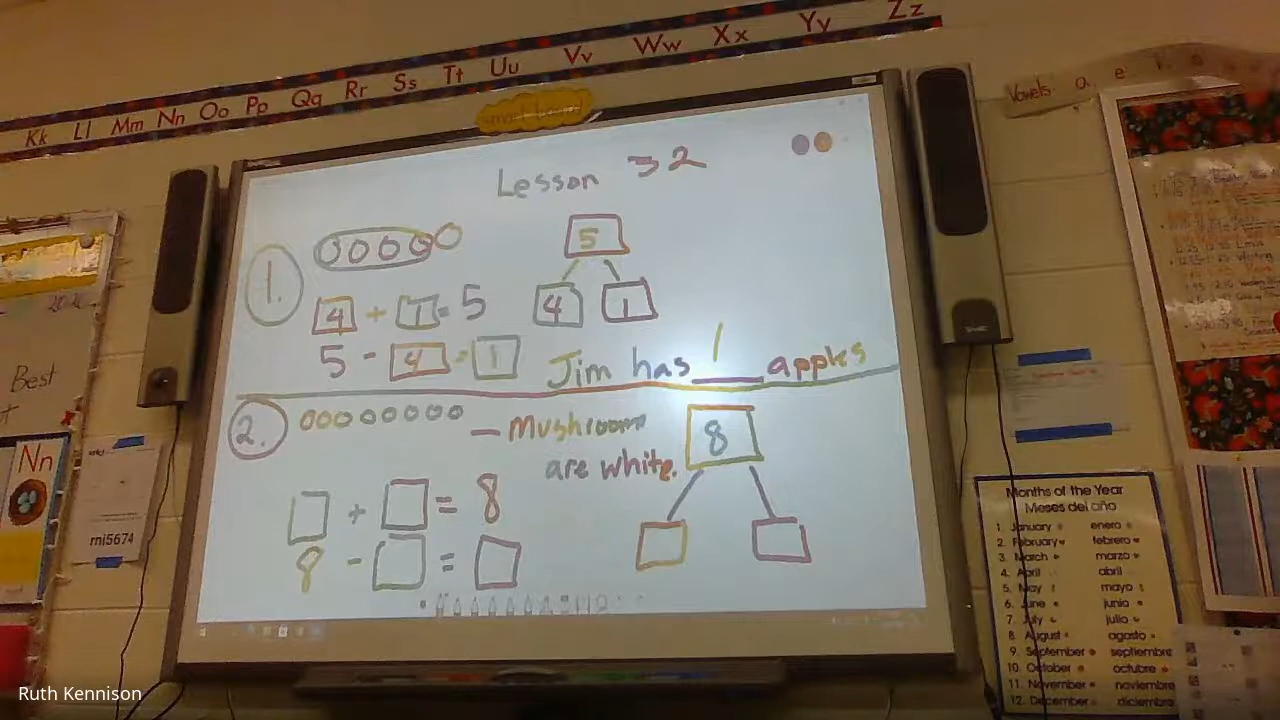 Kk Ll Mm Nn Oo Pp Qq Rr Ss Tt Uu Vv Ww Xx Yy Zz
Vowels a e
Smart Board
Lesson 32
1.
5
4 1
4 + 1 = 5
5 - 4 = 1
Jim has 1 apples
2.
— Mushrooms
are white.
8
+ = 8
8 - =
Best
Nn
rni5674
Months of the Year
Meses del año
1. January enero
2. February febrero
3. March marzo
4. April abril
5. May mayo
6. June junio
7. July julio
8. August agosto
9. September septiembre
10. October octubre
11. November noviembre
12. December diciembre
Ruth Kennison